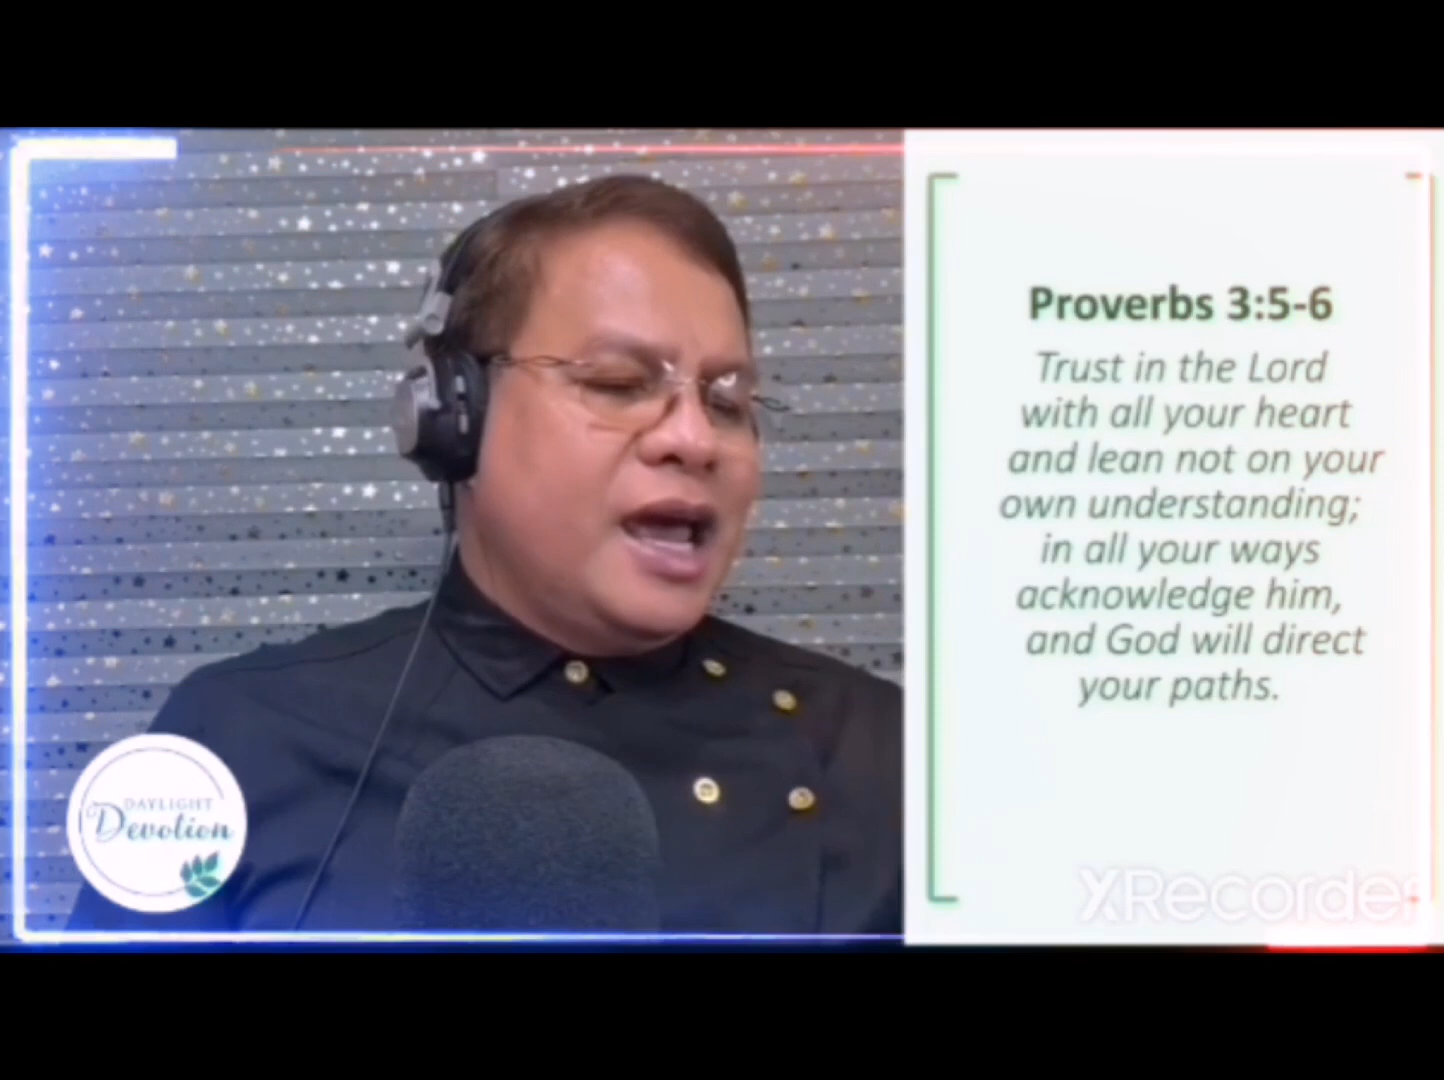 Proverbs 3:5-6
Trust in the Lord
with all your heart
and lean not on your
own understanding;
in all your ways
acknowledge him,
and God will direct
your paths.
DAYLIGHT
Devotion
XRecorder